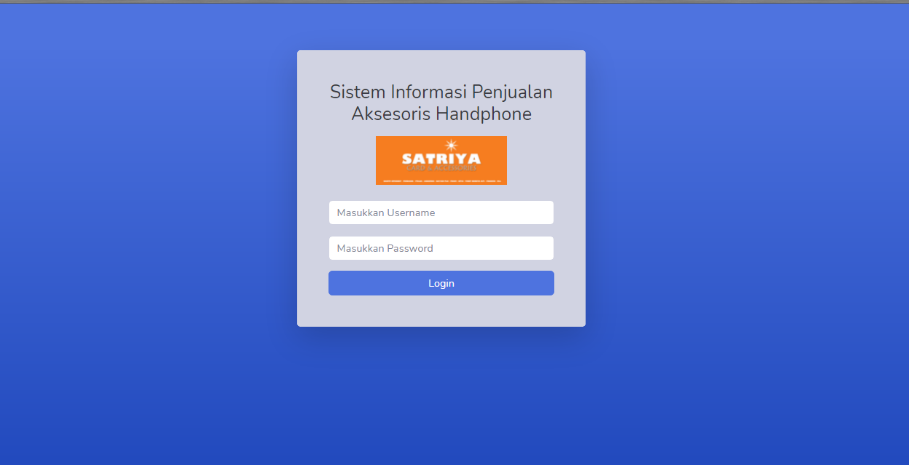 Sistem Informasi Penjualan
Aksesoris Handphone
SATRIYA
Masukkan Username
Masukkan Password
Login